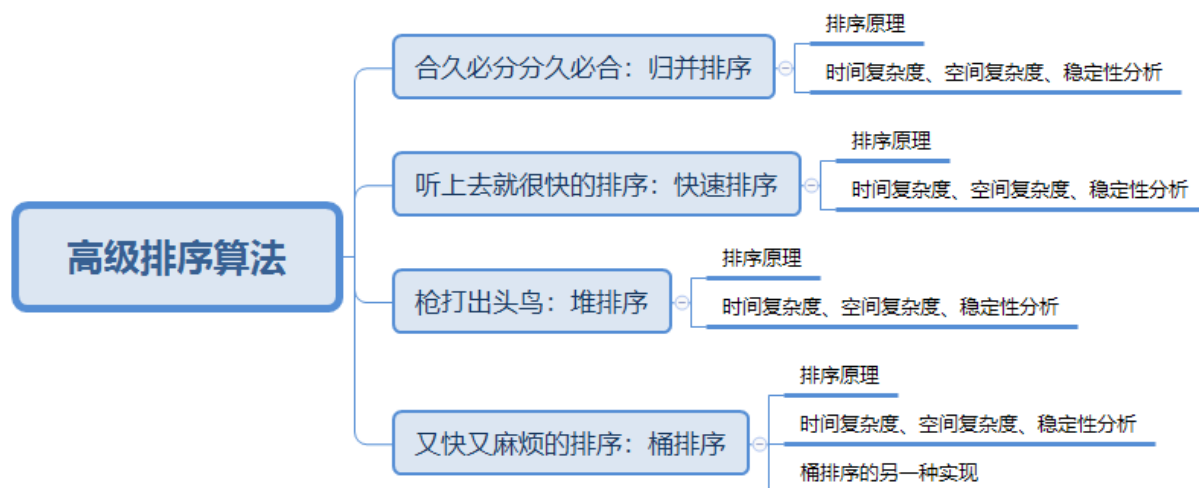 高级排序算法
合久必分分久必合：归并排序
排序原理
时间复杂度、空间复杂度、稳定性分析
听上去就很快的排序：快速排序
排序原理
时间复杂度、空间复杂度、稳定性分析
枪打出头鸟：堆排序
排序原理
时间复杂度、空间复杂度、稳定性分析
又快又麻烦的排序：桶排序
排序原理
时间复杂度、空间复杂度、稳定性分析
桶排序的另一种实现